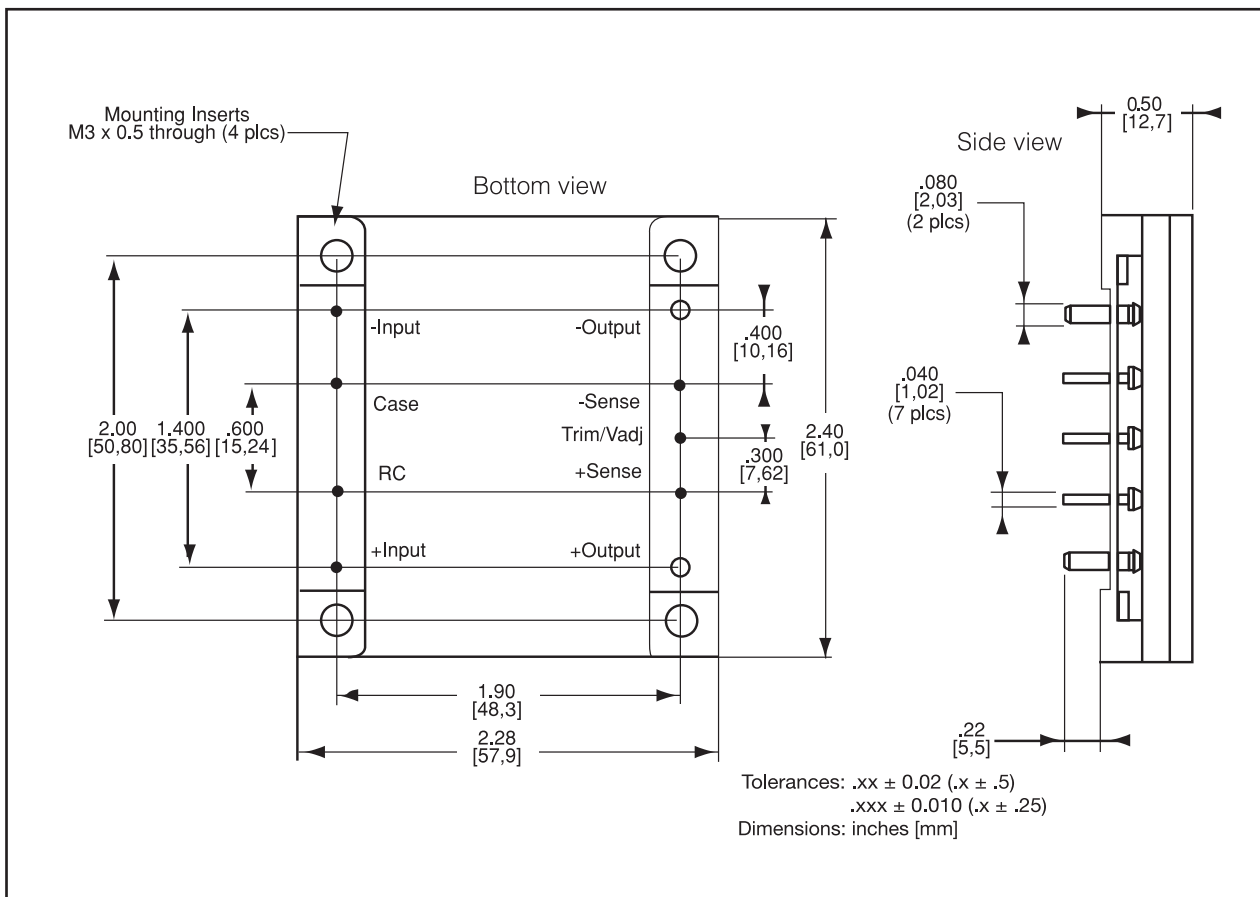 Mounting Inserts
M3 x 0.5 through (4 plcs)
Bottom view
Side view
0.50
[12,7]
.080
[2,03]
(2 plcs)
-Input
-Output
.400
[10,16]
Case
-Sense
.040
[1,02]
(7 plcs)
2.00
[50,80]
1.400
[35,56]
.600
[15,24]
Trim/Vadj
2.40
[61,0]
RC
+Sense
.300
[7,62]
+Input
+Output
1.90
[48,3]
2.28
[57,9]
.22
[5,5]
Tolerances: .xx ± 0.02 (.x ± .5)
.xxx ± 0.010 (.x ± .25)
Dimensions: inches [mm]